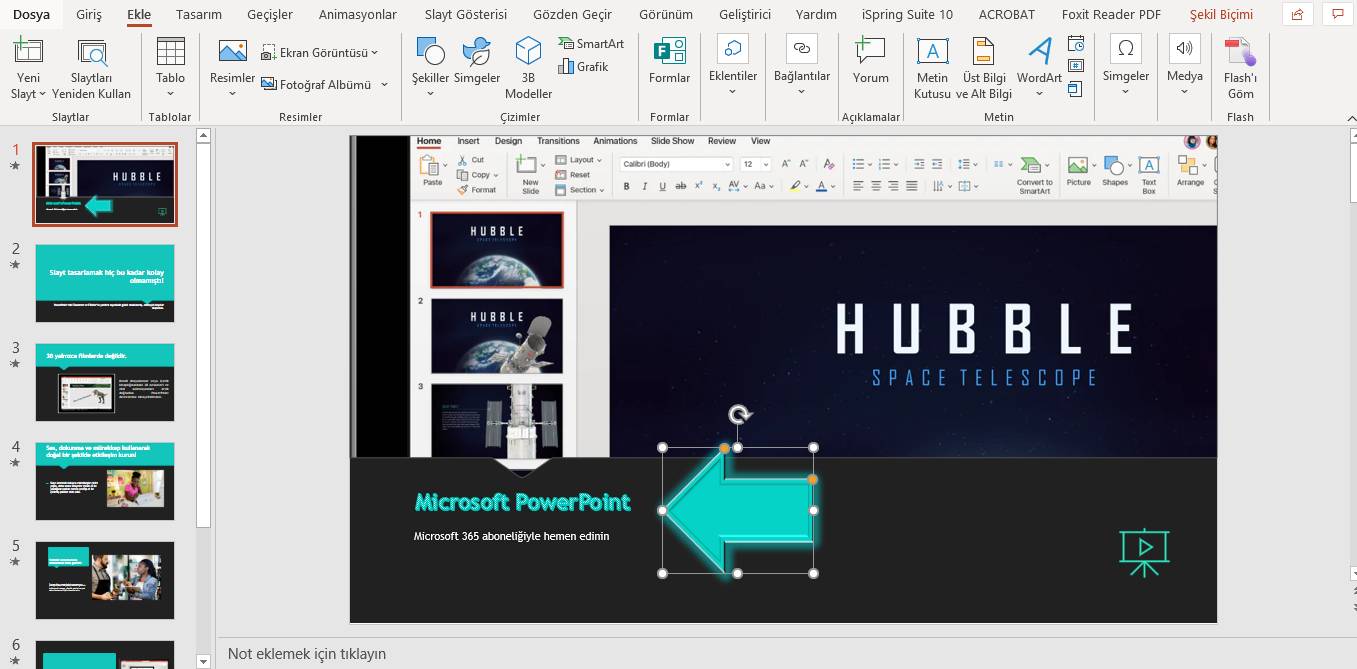 Dosya Giriş Ekle Tasarım Geçişler Animasyonlar Slayt Gösterisi Gözden Geçir Görünüm Geliştirici Yardım iSpring Suite 10 ACROBAT Foxit Reader PDF Şekil Biçimi
Yeni Slayt
Slaytları Yeniden Kullan
Slaytlar
Tablo
Tablolar
Resimler
Ekran Görüntüsü
Fotoğraf Albümü
Resimler
Şekiller
Simgeler
3B Modeller
SmartArt
Grafik
Çizimler
Formlar
Formlar
Eklentiler
Bağlantılar
Yorum
Açıklamalar
Metin Kutusu
Üst Bilgi ve Alt Bilgi
WordArt
Metin
Simgeler
Medya
Flash'ı Göm
Flash
1
HUBBLE
2
Slayt tasarlamak hiç bu kadar kolay
olmamıştı!
3
3B yalnızca filmlerde değildir.
4
Ses, dokunma ve mürekkep kullanarak
doğal bir şekilde etkileşim kurun!
5
6
Home Insert Design Transitions Animations Slide Show Review View
Paste
Cut
Copy
Format
New Slide
Layout
Reset
Section
Calibri (Body) 12
Convert to SmartArt
Picture
Shapes
Text Box
Arrange
1
HUBBLE
SPACE TELESCOPE
2
HUBBLE
SPACE TELESCOPE
3
HUBBLE
SPACE TELESCOPE
Microsoft PowerPoint
Microsoft 365 aboneliğiyle hemen edinin
Not eklemek için tıklayın